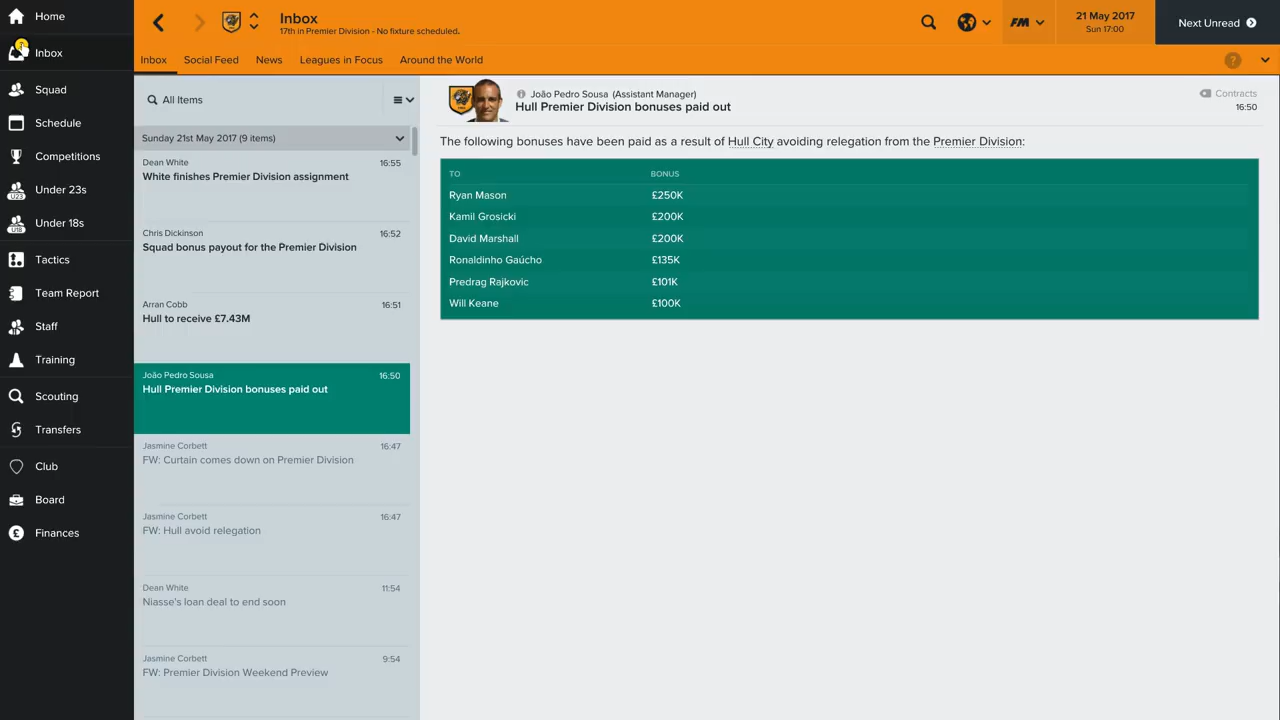 Home
Inbox
Squad
Schedule
Competitions
Under 23s
Under 18s
Tactics
Team Report
Staff
Training
Scouting
Transfers
Club
Board
Finances
Inbox
17th in Premier Division - No fixture scheduled.
FM
21 May 2017
Sun 17:00
Next Unread
Inbox Social Feed News Leagues in Focus Around the World
?
All Items
Sunday 21st May 2017 (9 items)
Dean White 16:55
White finishes Premier Division assignment
Chris Dickinson 16:52
Squad bonus payout for the Premier Division
Arran Cobb 16:51
Hull to receive £7.43M
João Pedro Sousa 16:50
Hull Premier Division bonuses paid out
Jasmine Corbett 16:47
FW: Curtain comes down on Premier Division
Jasmine Corbett 16:47
FW: Hull avoid relegation
Dean White 11:54
Niasse's loan deal to end soon
Jasmine Corbett 9:54
FW: Premier Division Weekend Preview
João Pedro Sousa (Assistant Manager) Contracts
Hull Premier Division bonuses paid out 16:50
The following bonuses have been paid as a result of Hull City avoiding relegation from the Premier Division:
TO BONUS
Ryan Mason £250K
Kamil Grosicki £200K
David Marshall £200K
Ronaldinho Gaúcho £135K
Predrag Rajkovic £101K
Will Keane £100K